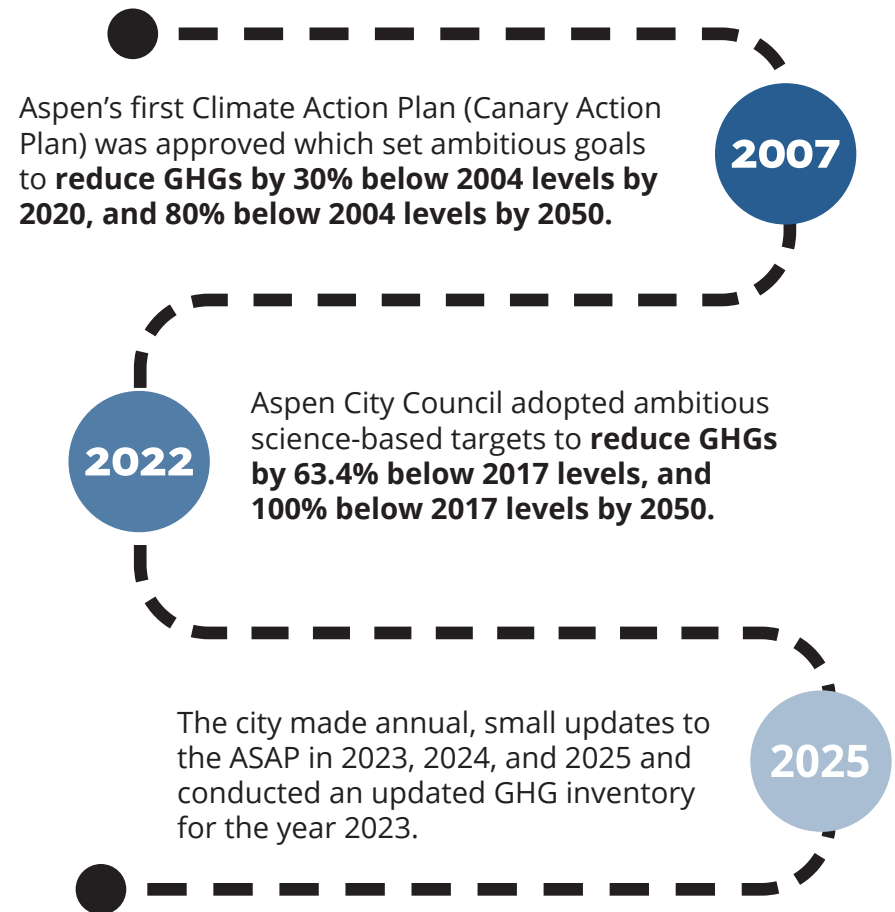 Aspen's first Climate Action Plan (Canary Action
Plan) was approved which set ambitious goals
to reduce GHGs by 30% below 2004 levels by
2020, and 80% below 2004 levels by 2050.
2007
2022
Aspen City Council adopted ambitious
science-based targets to reduce GHGs
by 63.4% below 2017 levels, and
100% below 2017 levels by 2050.
The city made annual, small updates to
the ASAP in 2023, 2024, and 2025 and
conducted an updated GHG inventory
for the year 2023.
2025